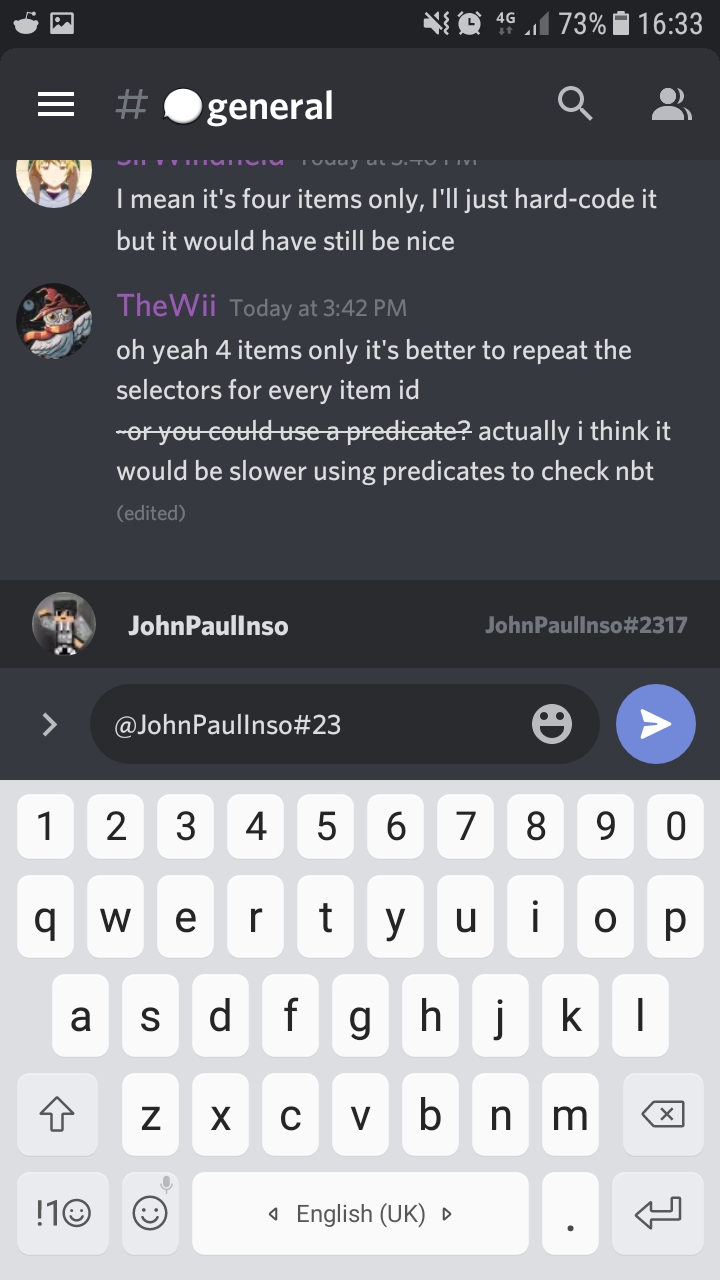 4G 73% 16:33
# general
SirWindfield Today at 3:40 PM
I mean it's four items only, I'll just hard-code it
but it would have still be nice
TheWii Today at 3:42 PM
oh yeah 4 items only it's better to repeat the
selectors for every item id
~or you could use a predicate? actually i think it
would be slower using predicates to check nbt
(edited)
JohnPaulInso JohnPaulInso#2317
@JohnPaulInso#23
1 2 3 4 5 6 7 8 9 0
q w e r t y u i o p
a s d f g h j k l
z x c v b n m
!1 English (UK) .